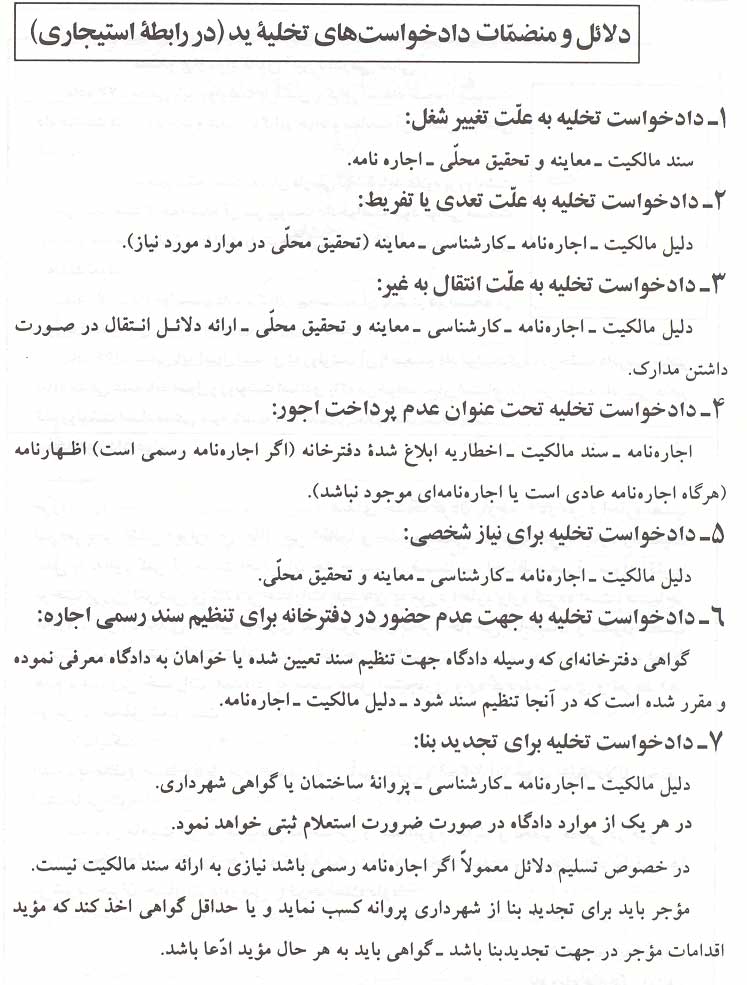 دلائل و منضمّات دادخواست‌های تخلیهٔ ید (در رابطهٔ استیجاری)
۱ـ دادخواست تخلیه به علّت تغییر شغل:
سند مالکیت ـ معاینه و تحقیق محلّی ـ اجاره نامه.
۲ـ دادخواست تخلیه به علّت تعدی یا تفریط:
دلیل مالکیت ـ اجاره‌نامه ـ کارشناسی ـ معاینه (تحقیق محلّی در موارد مورد نیاز).
۳ـ دادخواست تخلیه به علّت انتقال به غیر:
دلیل مالکیت ـ اجاره‌نامه ـ کارشناسی ـ معاینه و تحقیق محلّی ـ ارائه دلائل انتقال در صورت
داشتن مدارک.
۴ـ دادخواست تخلیه تحت عنوان عدم پرداخت اجور:
اجاره‌نامه ـ سند مالکیت ـ اخطاریه ابلاغ شدهٔ دفترخانه (اگر اجاره‌نامه رسمی است) اظهارنامه
(هرگاه اجاره‌نامه عادی است یا اجاره‌نامه‌ای موجود نباشد).
۵ـ دادخواست تخلیه برای نیاز شخصی:
دلیل مالکیت ـ اجاره‌نامه ـ کارشناسی ـ معاینه و تحقیق محلّی.
۶ـ دادخواست تخلیه به جهت عدم حضور در دفترخانه برای تنظیم سند رسمی اجاره:
گواهی دفترخانه‌ای که وسیله دادگاه جهت تنظیم سند تعیین شده یا خواهان به دادگاه معرفی نموده
و مقرر شده است که در آنجا تنظیم سند شود ـ دلیل مالکیت ـ اجاره‌نامه.
۷ـ دادخواست تخلیه برای تجدید بنا:
دلیل مالکیت ـ اجاره‌نامه ـ کارشناسی ـ پروانهٔ ساختمان یا گواهی شهرداری.
در هر یک از موارد دادگاه در صورت ضرورت استعلام ثبتی خواهد نمود.
در خصوص تسلیم دلائل معمولاً اگر اجاره‌نامه رسمی باشد نیازی به ارائه سند مالکیت نیست.
مؤجر باید برای تجدید بنا از شهرداری پروانه کسب نماید و یا حداقل گواهی اخذ کند که مؤید
اقدامات مؤجر در جهت تجدیدبنا باشد ـ گواهی باید به هر حال مؤید ادّعا باشد.